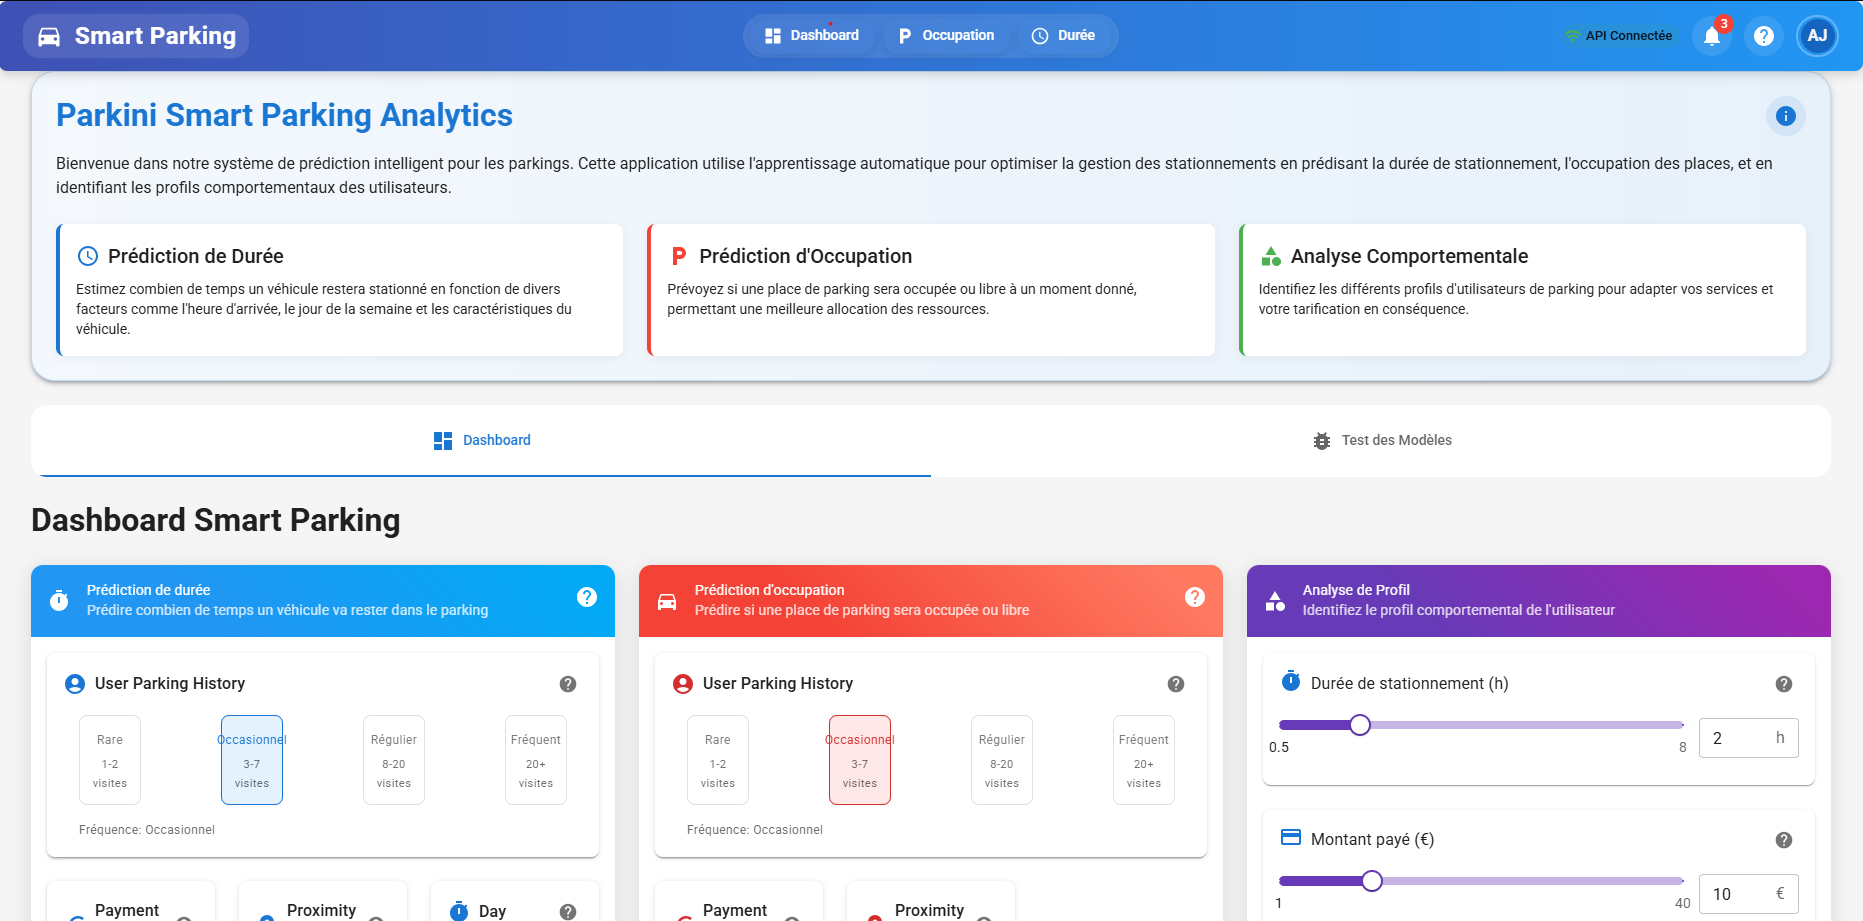 Smart Parking
Dashboard
Occupation
Durée
API Connectée
3
AJ
Parkini Smart Parking Analytics
Bienvenue dans notre système de prédiction intelligent pour les parkings. Cette application utilise l'apprentissage automatique pour optimiser la gestion des stationnements en prédisant la durée de stationnement, l'occupation des places, et en
identifiant les profils comportementaux des utilisateurs.
Prédiction de Durée
Estimez combien de temps un véhicule restera stationné en fonction de divers
facteurs comme l'heure d'arrivée, le jour de la semaine et les caractéristiques du
véhicule.
Prédiction d'Occupation
Prévoyez si une place de parking sera occupée ou libre à un moment donné,
permettant une meilleure allocation des ressources.
Analyse Comportementale
Identifiez les différents profils d'utilisateurs de parking pour adapter vos services et
votre tarification en conséquence.
Dashboard
Test des Modèles
Dashboard Smart Parking
Prédiction de durée
Prédire combien de temps un véhicule va rester dans le parking
User Parking History
Rare
1-2
visites
Occasionnel
3-7
visites
Régulier
8-20
visites
Fréquent
20+
visites
Fréquence: Occasionnel
Payment
Proximity
Day
Prédiction d'occupation
Prédire si une place de parking sera occupée ou libre
User Parking History
Rare
1-2
visites
Occasionnel
3-7
visites
Régulier
8-20
visites
Fréquent
20+
visites
Fréquence: Occasionnel
Payment
Proximity
Analyse de Profil
Identifiez le profil comportemental de l'utilisateur
Durée de stationnement (h)
0.5
8
2 h
Montant payé (€)
1
40
10 €